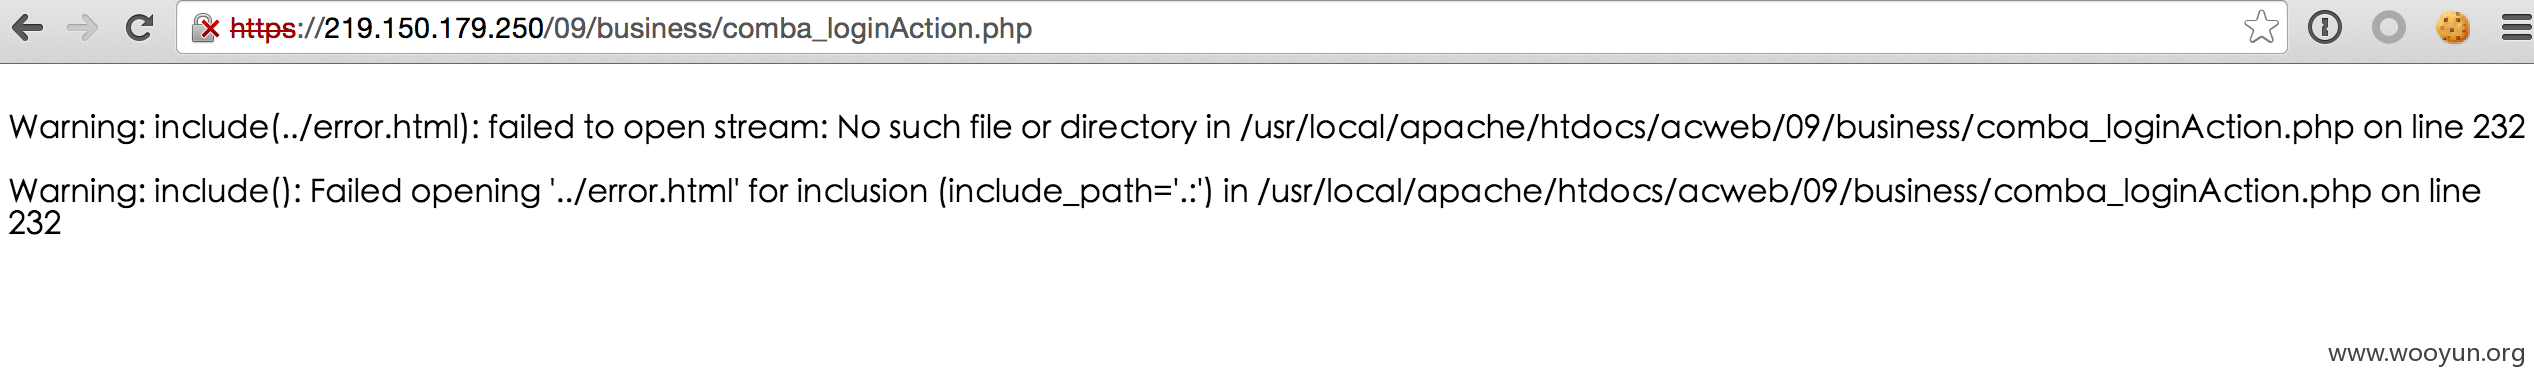 https://219.150.179.250/09/business/comba_loginAction.php
Warning: include(../error.html): failed to open stream: No such file or directory in /usr/local/apache/htdocs/acweb/09/business/comba_loginAction.php on line 232
Warning: include(): Failed opening '../error.html' for inclusion (include_path='.:') in /usr/local/apache/htdocs/acweb/09/business/comba_loginAction.php on line
232
www.wooyun.org